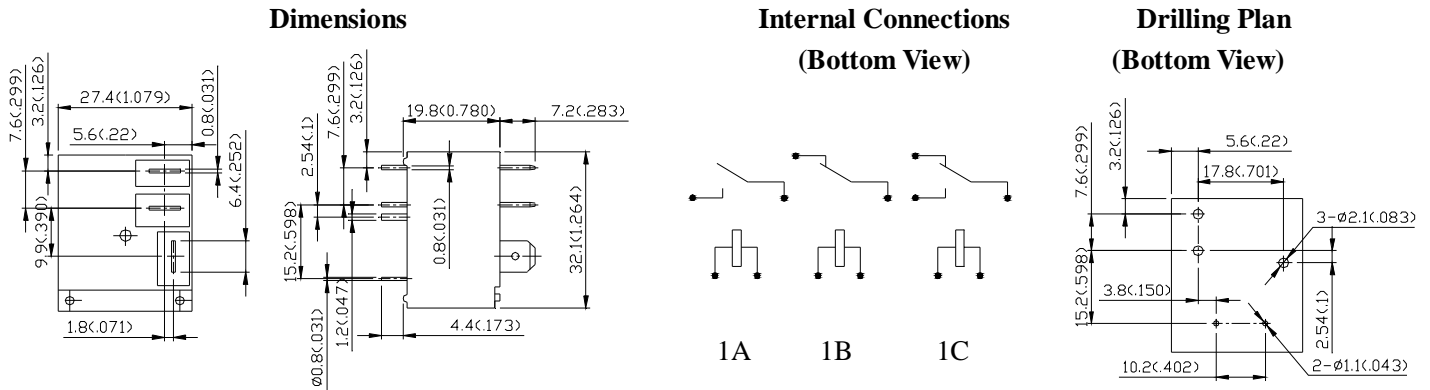 Dimensions
Internal Connections
(Bottom View)
Drilling Plan
(Bottom View)
7.6(.299)
3.2(.126)
27.4(1.079)
0.8(.031)
5.6(.22)
6.4(.252)
9.9(.390)
1.8(.071)
3.2(.126)
7.6(.299)
2.54(.1)
19.8(0.780)
7.2(.283)
15.2(.598)
0.8(.031)
32.1(1.264)
ø0.8(.031)
1.2(.047)
4.4(.173)
1A
1B
1C
7.6(.299)
3.2(.126)
5.6(.22)
17.8(.701)
3-ø2.1(.083)
15.2(.598)
3.8(.150)
2.54(.1)
10.2(.402)
2-ø1.1(.043)